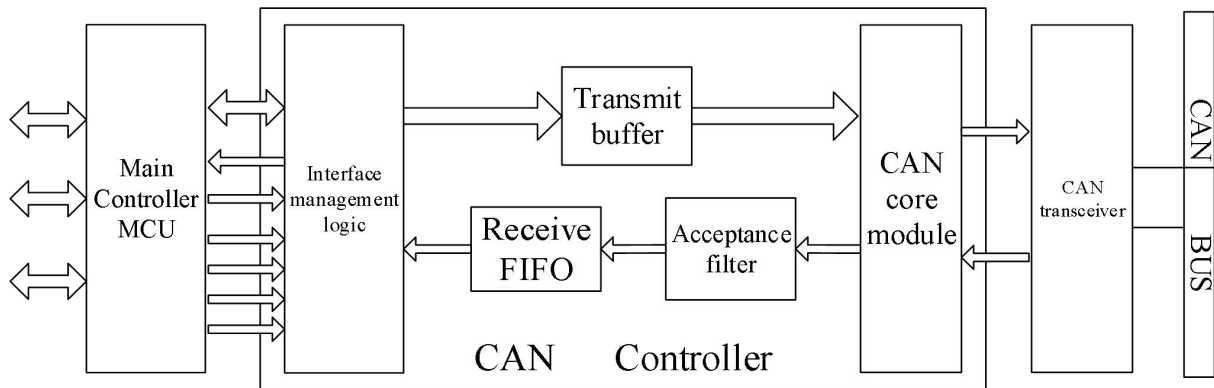 Main
Controller
MCU
Interface
management
logic
Transmit
buffer
Receive
FIFO
Acceptance
filter
CAN
core
module
CAN
transceiver
CAN BUS
CAN Controller